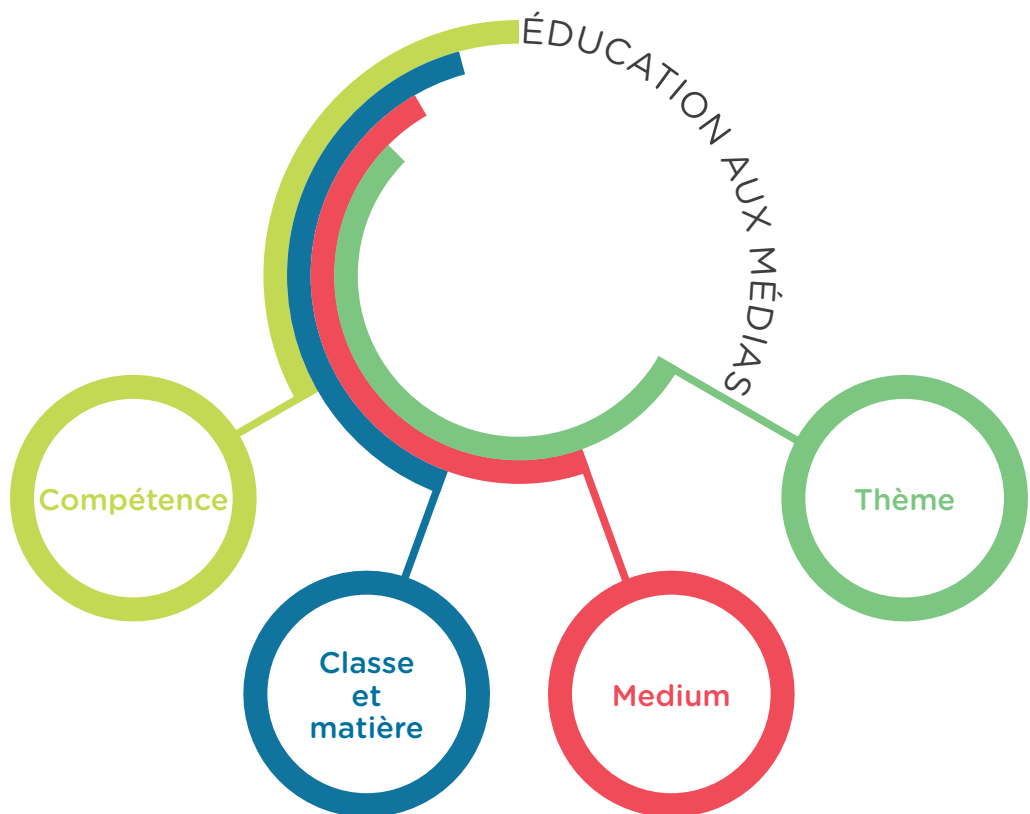 ÉDUCATION AUX MÉDIAS
Compétence
Thème
Classe
et
matière
Medium